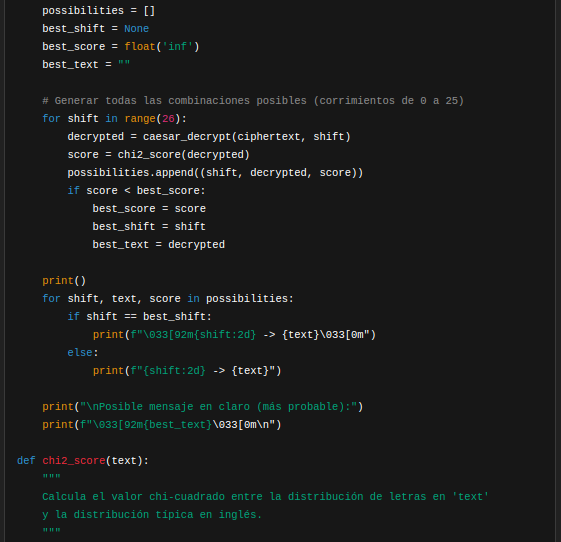 possibilities = []
best_shift = None
best_score = float('inf')
best_text = ""
# Generar todas las combinaciones posibles (corrimientos de 0 a 25)
for shift in range(26):
decrypted = caesar_decrypt(ciphertext, shift)
score = chi2_score(decrypted)
possibilities.append((shift, decrypted, score))
if score < best_score:
best_score = score
best_shift = shift
best_text = decrypted
print()
for shift, text, score in possibilities:
if shift == best_shift:
print(f"\033[92m{shift:2d} -> {text}\033[0m")
else:
print(f"{shift:2d} -> {text}")
print("\nPosible mensaje en claro (más probable):")
print(f"\033[92m{best_text}\033[0m\n")
def chi2_score(text):
"""
Calcula el valor chi-cuadrado entre la distribución de letras en 'text'
y la distribución típica en inglés.
"""